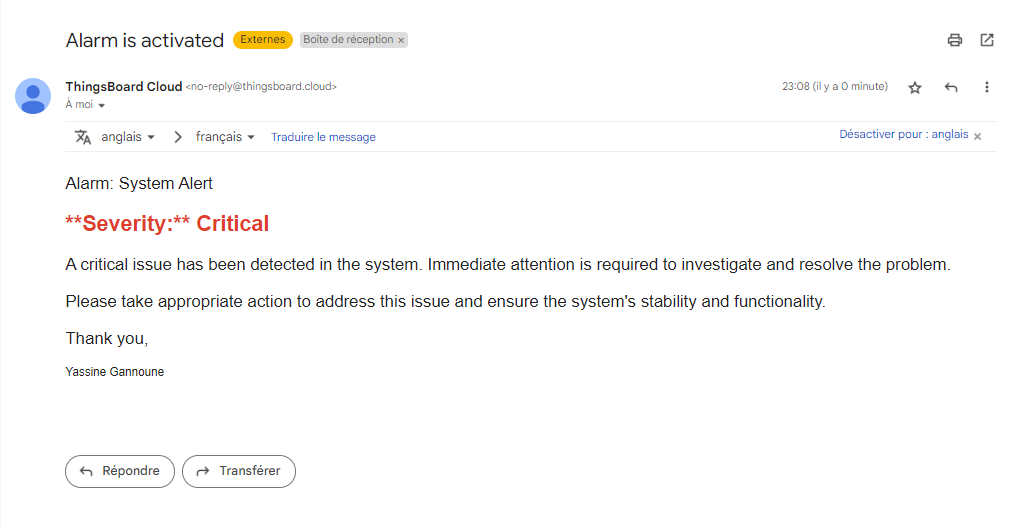 Alarm is activated Externes Boîte de réception ×
ThingsBoard Cloud <no-reply@thingsboard.cloud> 23:08 (il y a 0 minute)
À moi
anglais > français Traduire le message Désactiver pour : anglais ×
Alarm: System Alert
**Severity:** Critical
A critical issue has been detected in the system. Immediate attention is required to investigate and resolve the problem.
Please take appropriate action to address this issue and ensure the system's stability and functionality.
Thank you,
Yassine Gannoune
Répondre Transférer